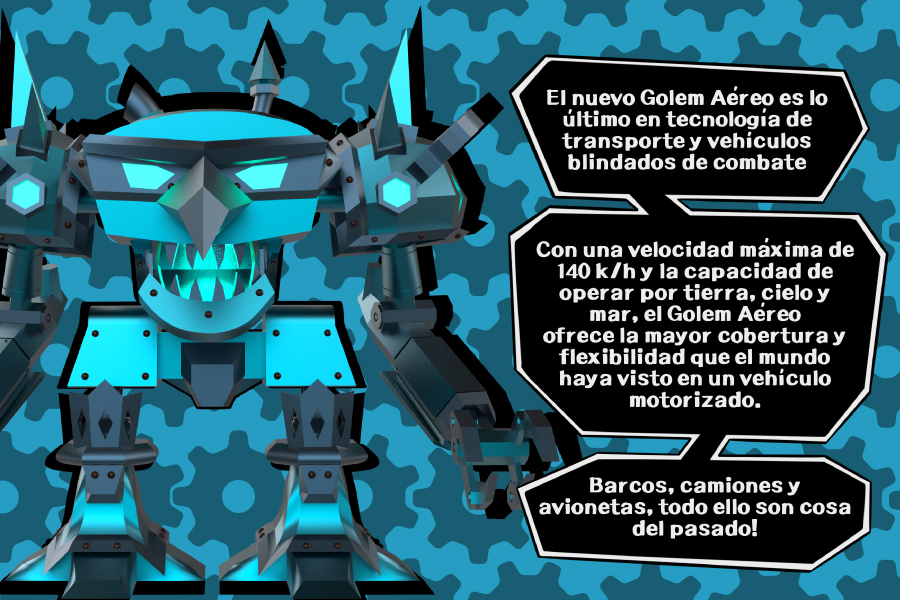 El nuevo Golem Aéreo es lo
último en tecnología de
transporte y vehículos
blindados de combate
Con una velocidad máxima de
140 k/h y la capacidad de
operar por tierra, cielo y
mar, el Golem Aéreo
ofrece la mayor cobertura y
flexibilidad que el mundo
haya visto en un vehículo
motorizado.
Barcos, camiones y
avionetas, todo ello son cosa
del pasado!